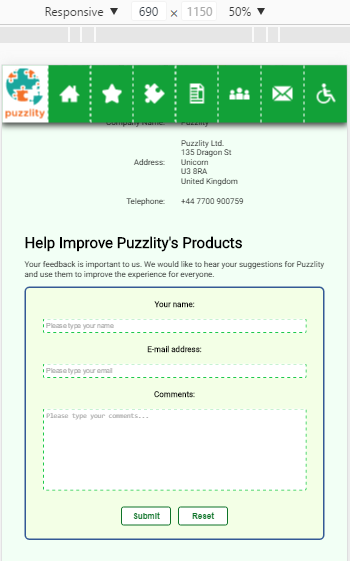 Responsive ▼ 690 × 1150 50% ▼
puzzlity
Company Name: Puzzlity
Puzzlity Ltd.
135 Dragon St
Address: Unicorn
U3 8RA
United Kingdom
Telephone: +44 7700 900759
Help Improve Puzzlity's Products
Your feedback is important to us. We would like to hear your suggestions for Puzzlity
and use them to improve the experience for everyone.
Your name:
Please type your name
E-mail address:
Please type your email
Comments:
Please type your comments...
Submit Reset